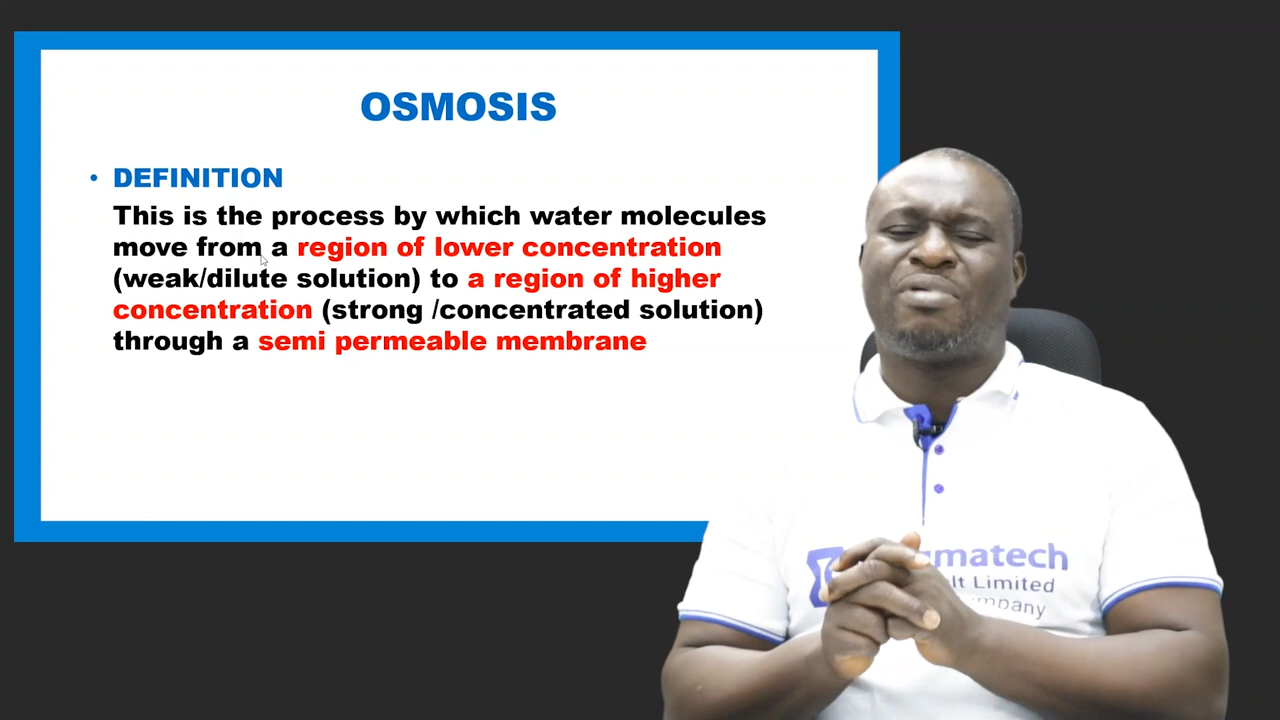 OSMOSIS
• DEFINITION
This is the process by which water molecules
move from a region of lower concentration
(weak/dilute solution) to a region of higher
concentration (strong /concentrated solution)
through a semi permeable membrane
Limited